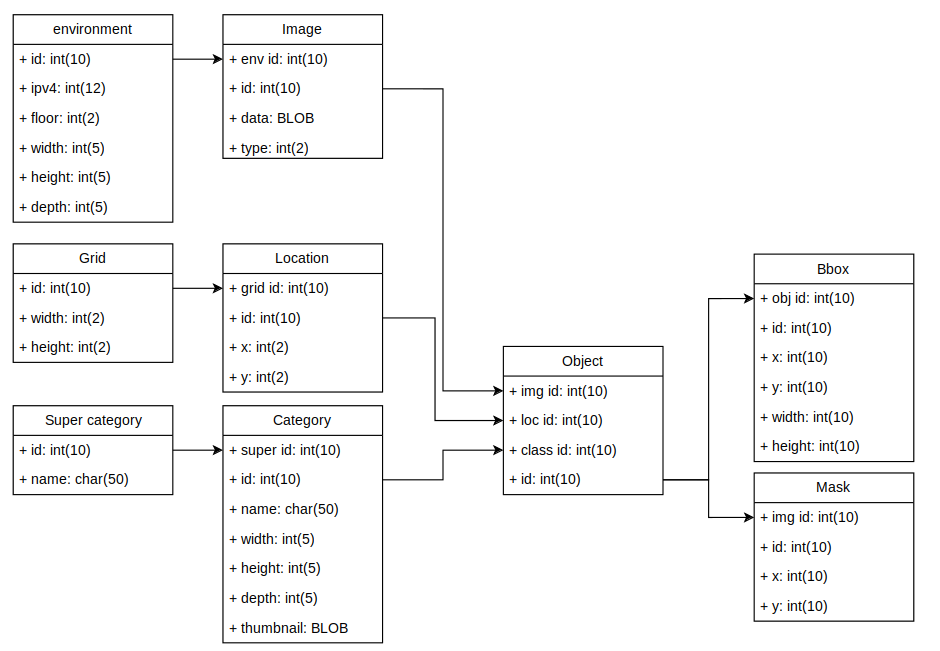 environment
+ id: int(10)
+ ipv4: int(12)
+ floor: int(2)
+ width: int(5)
+ height: int(5)
+ depth: int(5)
Image
+ env id: int(10)
+ id: int(10)
+ data: BLOB
+ type: int(2)
Grid
+ id: int(10)
+ width: int(2)
+ height: int(2)
Location
+ grid id: int(10)
+ id: int(10)
+ x: int(2)
+ y: int(2)
Super category
+ id: int(10)
+ name: char(50)
Category
+ super id: int(10)
+ id: int(10)
+ name: char(50)
+ width: int(5)
+ height: int(5)
+ depth: int(5)
+ thumbnail: BLOB
Object
+ img id: int(10)
+ loc id: int(10)
+ class id: int(10)
+ id: int(10)
Bbox
+ obj id: int(10)
+ id: int(10)
+ x: int(10)
+ y: int(10)
+ width: int(10)
+ height: int(10)
Mask
+ img id: int(10)
+ id: int(10)
+ x: int(10)
+ y: int(10)